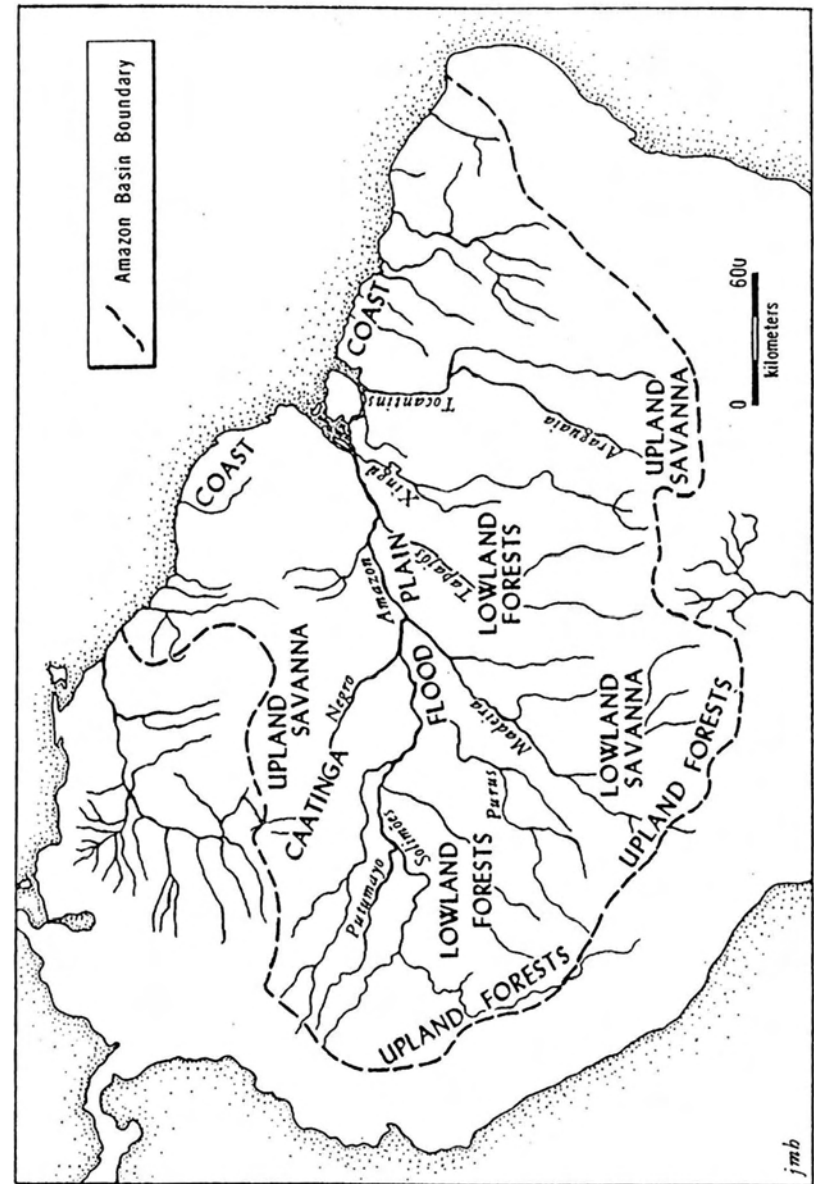 Amazon Basin Boundary
COAST
COAST
UPLAND
SAVANNA
CAATINGA
Negro
Amazon
FLOOD PLAIN
Xingú
Tocantins
Tapajós
Putumayo
Solimões
LOWLAND
FORESTS
Purus
Madeira
LOWLAND
FORESTS
Araguaia
UPLAND FORESTS
LOWLAND
SAVANNA
UPLAND FORESTS
UPLAND
SAVANNA
0 600
kilometers
jmb